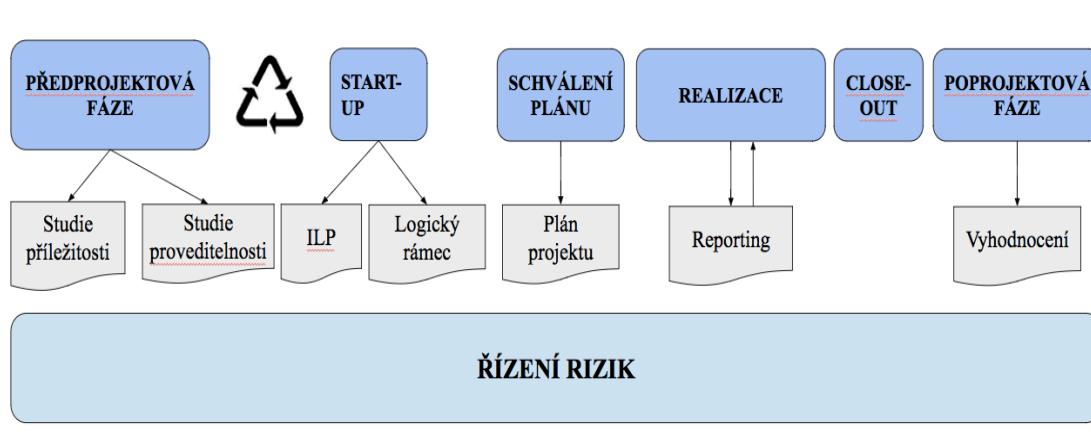 PŘEDPROJEKTOVÁ
FÁZE
START-
UP
SCHVÁLENÍ
PLÁNU
REALIZACE
CLOSE-
OUT
POPROJEKTOVÁ
FÁZE
Studie
příležitosti
Studie
proveditelnosti
ILP
Logický
rámec
Plán
projektu
Reporting
Vyhodnocení
ŘÍZENÍ RIZIK